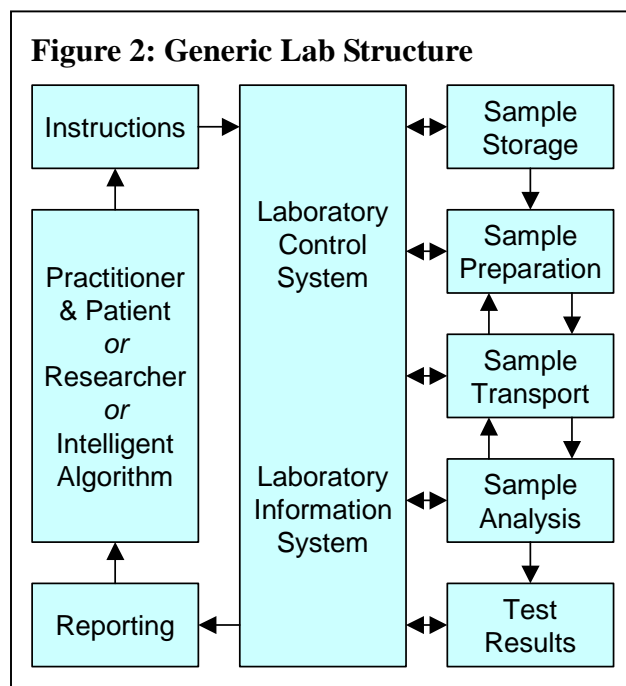 Figure 2: Generic Lab Structure
Instructions
Practitioner
& Patient
or
Researcher
or
Intelligent
Algorithm
Reporting
Laboratory
Control
System
Laboratory
Information
System
Sample
Storage
Sample
Preparation
Sample
Transport
Sample
Analysis
Test
Results